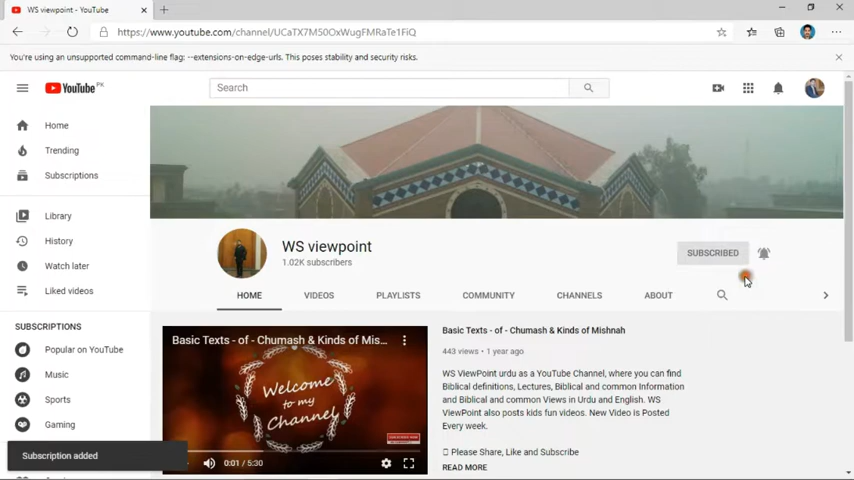 WS viewpoint - YouTube
https://www.youtube.com/channel/UCaTX7M50OxWugFMRaTe1FiQ
You're using an unsupported command-line flag: --extensions-on-edge-urls. This poses stability and security risks.
YouTube PK
Search
Home
Trending
Subscriptions
Library
History
Watch later
Liked videos
SUBSCRIPTIONS
Popular on YouTube
Music
Sports
Gaming
Subscription added
WS viewpoint
1.02K subscribers
SUBSCRIBED
HOME VIDEOS PLAYLISTS COMMUNITY CHANNELS ABOUT
Basic Texts - of - Chumash & Kinds of Mis...
Welcome
to my
Channel
0:01 / 5:30
Basic Texts - of - Chumash & Kinds of Mishnah
443 views • 1 year ago
WS ViewPoint urdu as a YouTube Channel, where you can find
Biblical definitions, Lectures, Biblical and common Information
and Biblical and common Views in Urdu and English. WS
ViewPoint also posts kids fun videos. New Video is Posted
Every week.
Please Share, Like and Subscribe
READ MORE